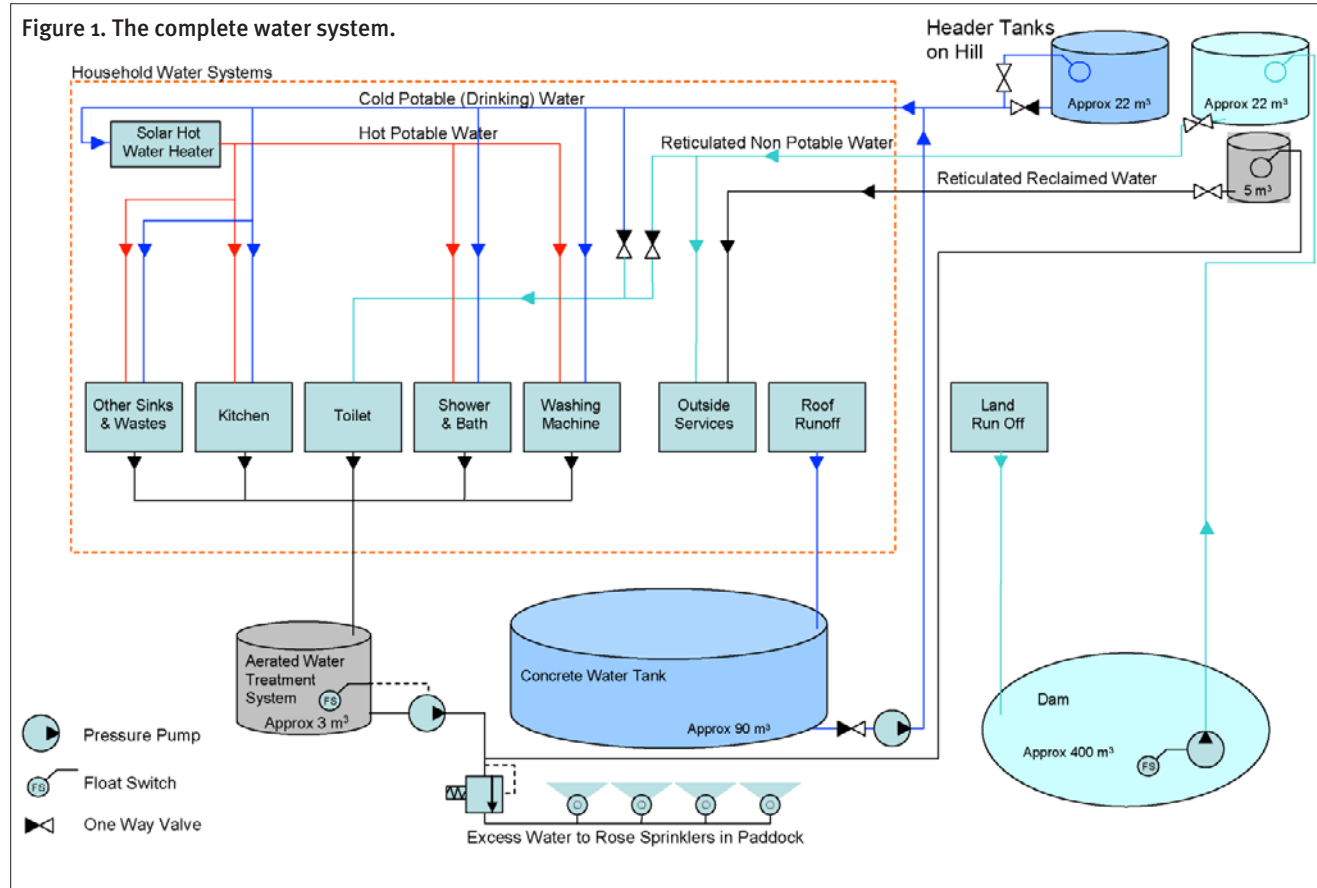 Figure 1. The complete water system.
Header Tanks
on Hill
Household Water Systems
Cold Potable (Drinking) Water
Approx 22 m³
Approx 22 m³
Solar Hot
Water Heater
Hot Potable Water
Reticulated Non Potable Water
Reticulated Reclaimed Water
5 m³
Other Sinks
& Wastes
Kitchen
Toilet
Shower
& Bath
Washing
Machine
Outside
Services
Roof
Runoff
Land
Run Off
Aerated Water
Treatment
System
FS
Approx 3 m³
Concrete Water Tank
Approx 90 m³
Dam
Approx 400 m³
FS
Pressure Pump
FS
Float Switch
One Way Valve
Excess Water to Rose Sprinklers in Paddock